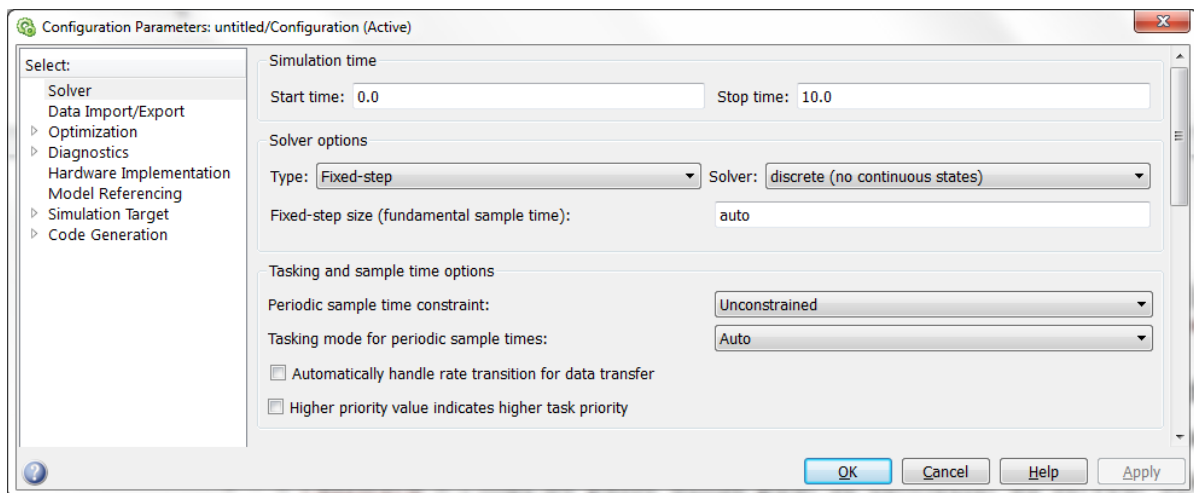 Configuration Parameters: untitled/Configuration (Active)
Select:
Solver
Data Import/Export
Optimization
Diagnostics
Hardware Implementation
Model Referencing
Simulation Target
Code Generation
Simulation time
Start time: 0.0 Stop time: 10.0
Solver options
Type: Fixed-step Solver: discrete (no continuous states)
Fixed-step size (fundamental sample time): auto
Tasking and sample time options
Periodic sample time constraint: Unconstrained
Tasking mode for periodic sample times: Auto
Automatically handle rate transition for data transfer
Higher priority value indicates higher task priority
OK Cancel Help Apply